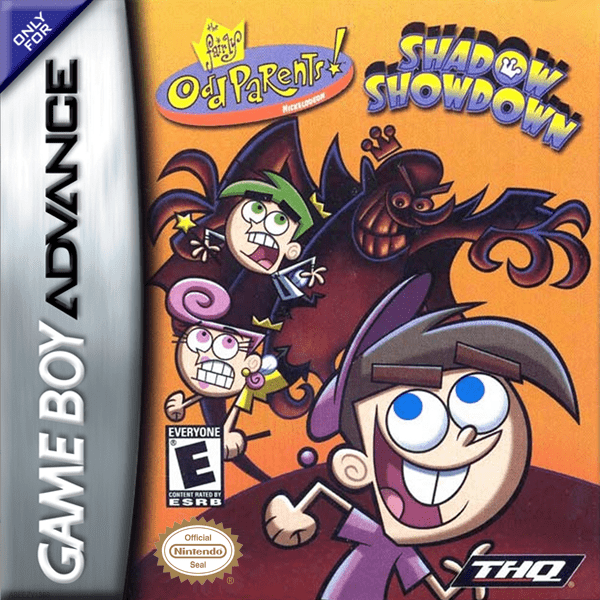 ONLY
FOR
GAME BOY ADVANCE
the
fairly
OddParents!
NICKELODEON
SHADOW
SHOWDOWN
EVERYONE
E
CONTENT RATED BY
ESRB
Official
Nintendo
Seal
®
THQ